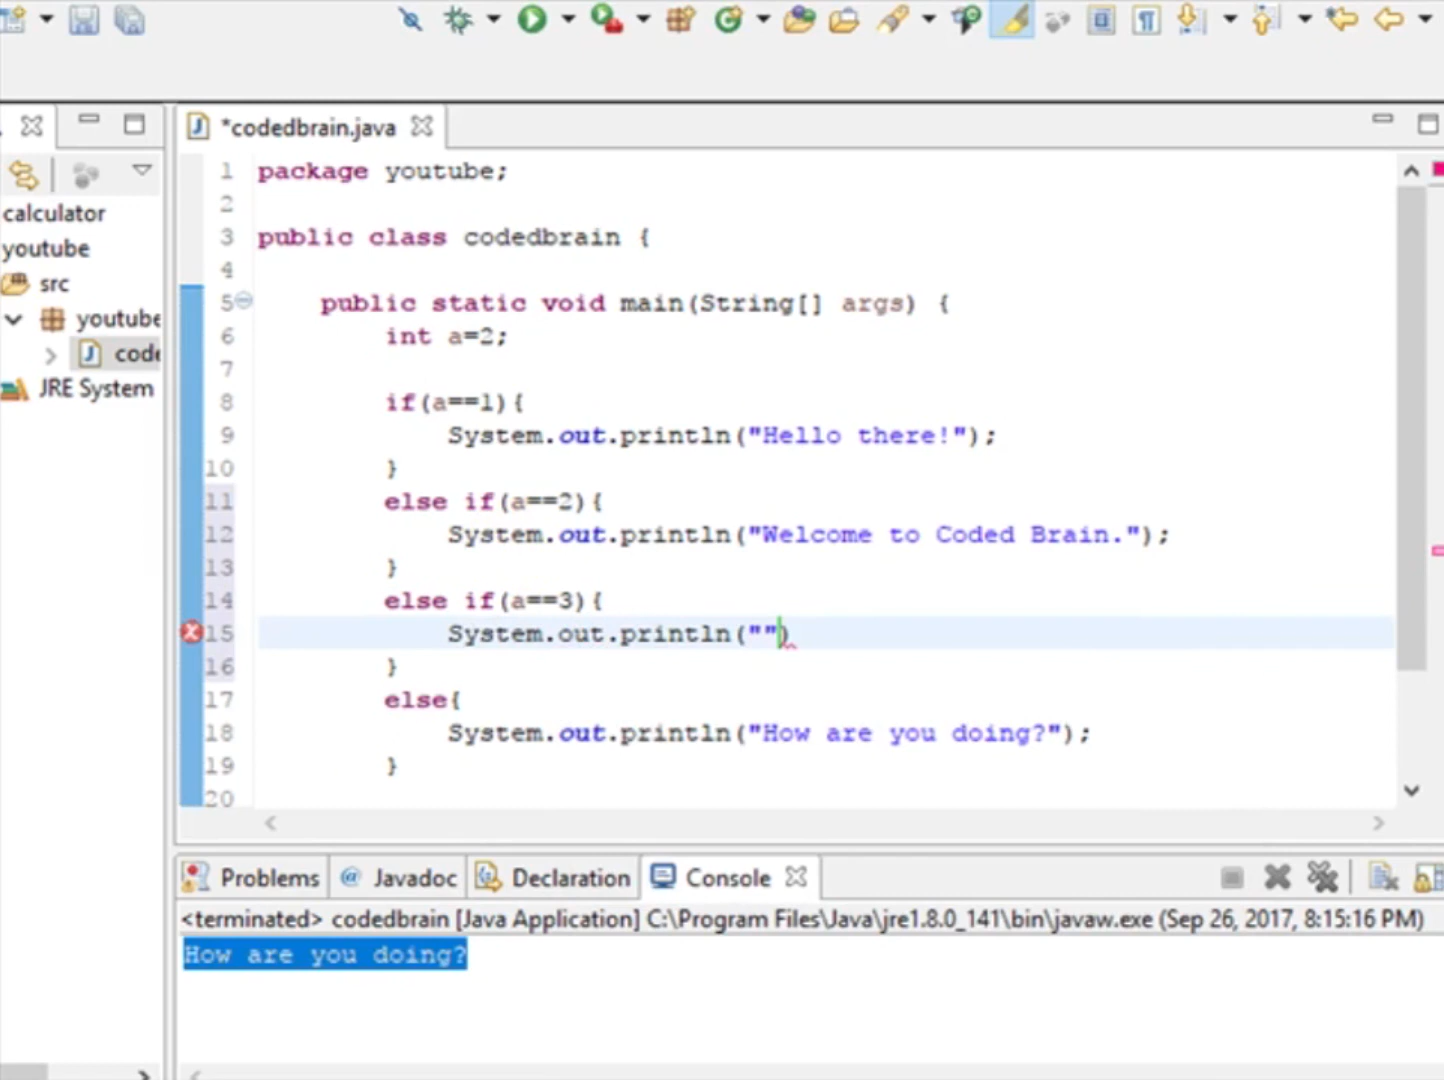 *codedbrain.java
calculator
youtube
src
youtube
code
JRE System
1 package youtube;
2
3 public class codedbrain {
4
5 public static void main(String[] args) {
6 int a=2;
7
8 if(a==1){
9 System.out.println("Hello there!");
10 }
11 else if(a==2){
12 System.out.println("Welcome to Coded Brain.");
13 }
14 else if(a==3){
15 System.out.println("")
16 }
17 else{
18 System.out.println("How are you doing?");
19 }
20
Problems @ Javadoc Declaration Console
<terminated> codedbrain [Java Application] C:\Program Files\Java\jre1.8.0_141\bin\javaw.exe (Sep 26, 2017, 8:15:16 PM)
How are you doing?